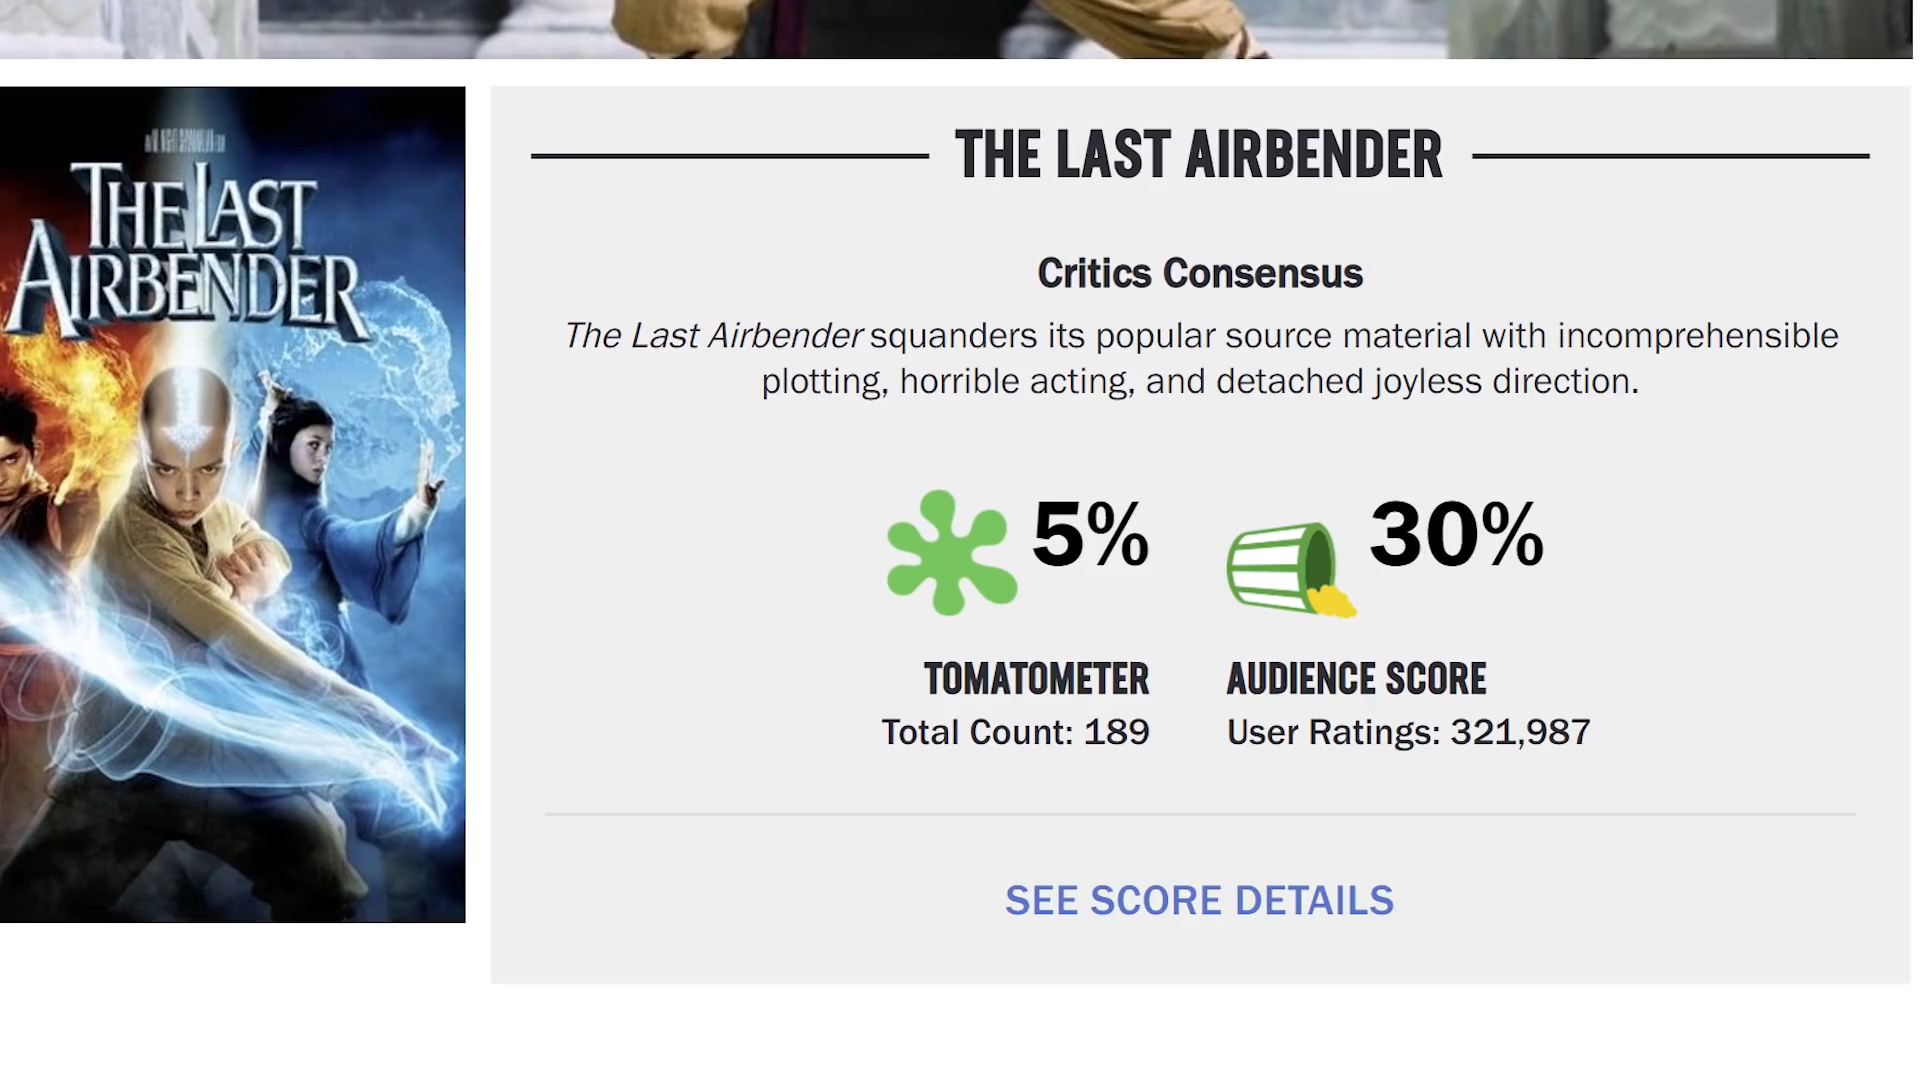 THE LAST
AIRBENDER
THE LAST AIRBENDER
Critics Consensus
The Last Airbender squanders its popular source material with incomprehensible
plotting, horrible acting, and detached joyless direction.
5% 30%
TOMATOMETER AUDIENCE SCORE
Total Count: 189 User Ratings: 321,987
SEE SCORE DETAILS